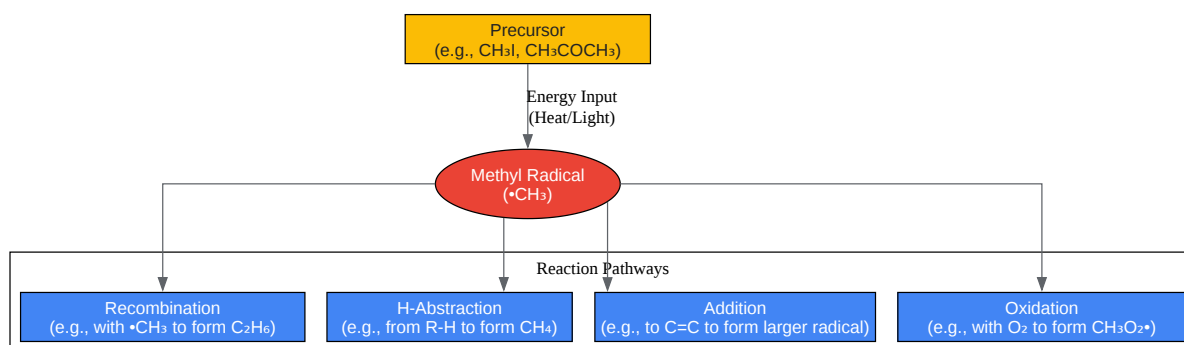 Precursor
(e.g., CH₃I, CH₃COCH₃)
Energy Input
(Heat/Light)
Methyl Radical
(•CH₃)
Reaction Pathways
Recombination
(e.g., with •CH₃ to form C₂H₆)
H-Abstraction
(e.g., from R-H to form CH₄)
Addition
(e.g., to C=C to form larger radical)
Oxidation
(e.g., with O₂ to form CH₃O₂•)